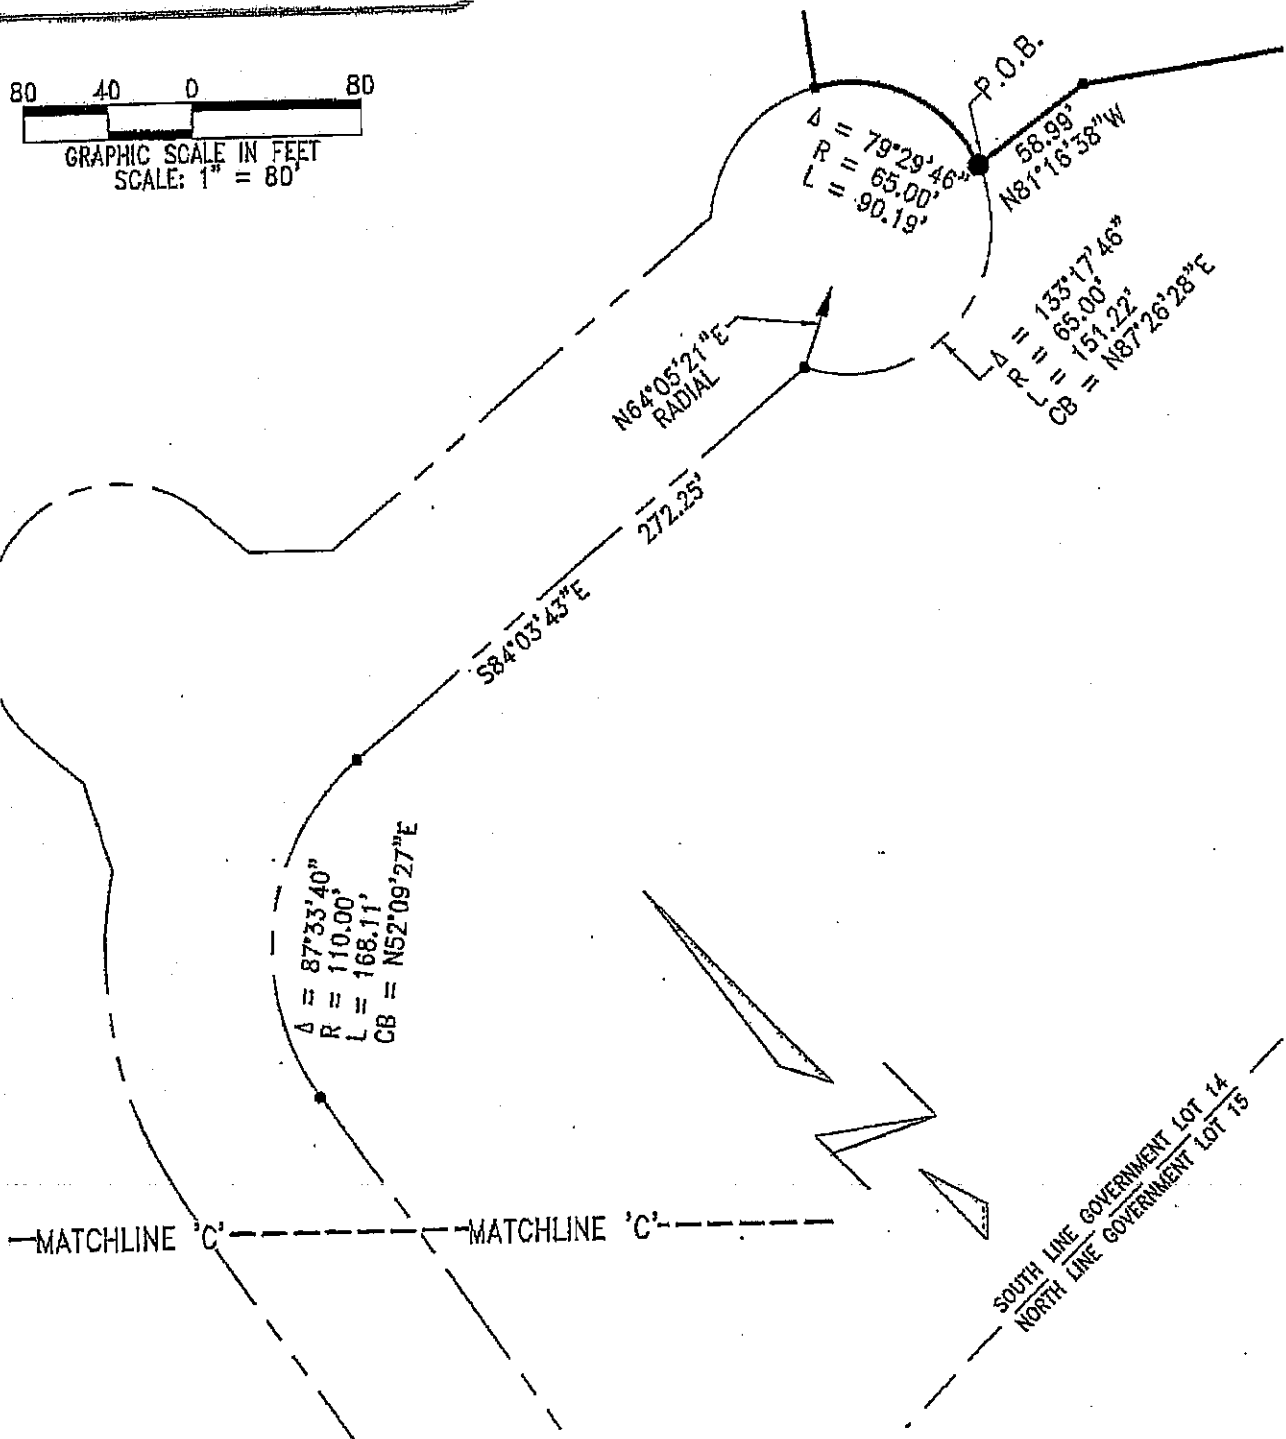 80 40 0 80
GRAPHIC SCALE IN FEET
SCALE: 1" = 80'
P.O.B.
58.99'
N81°16'38"W
Δ = 79°29'46"
R = 65.00'
L = 90.19'
Δ = 133°17'46"
R = 65.00'
L = 151.22'
CB = N87°26'28"E
N64°05'21"E
RADIAL
272.25'
S84°03'43"E
Δ = 87°33'40"
R = 110.00'
L = 168.11'
CB = N52°09'27"E
MATCHLINE 'C' MATCHLINE 'C'
SOUTH LINE GOVERNMENT LOT 14
NORTH LINE GOVERNMENT LOT 15